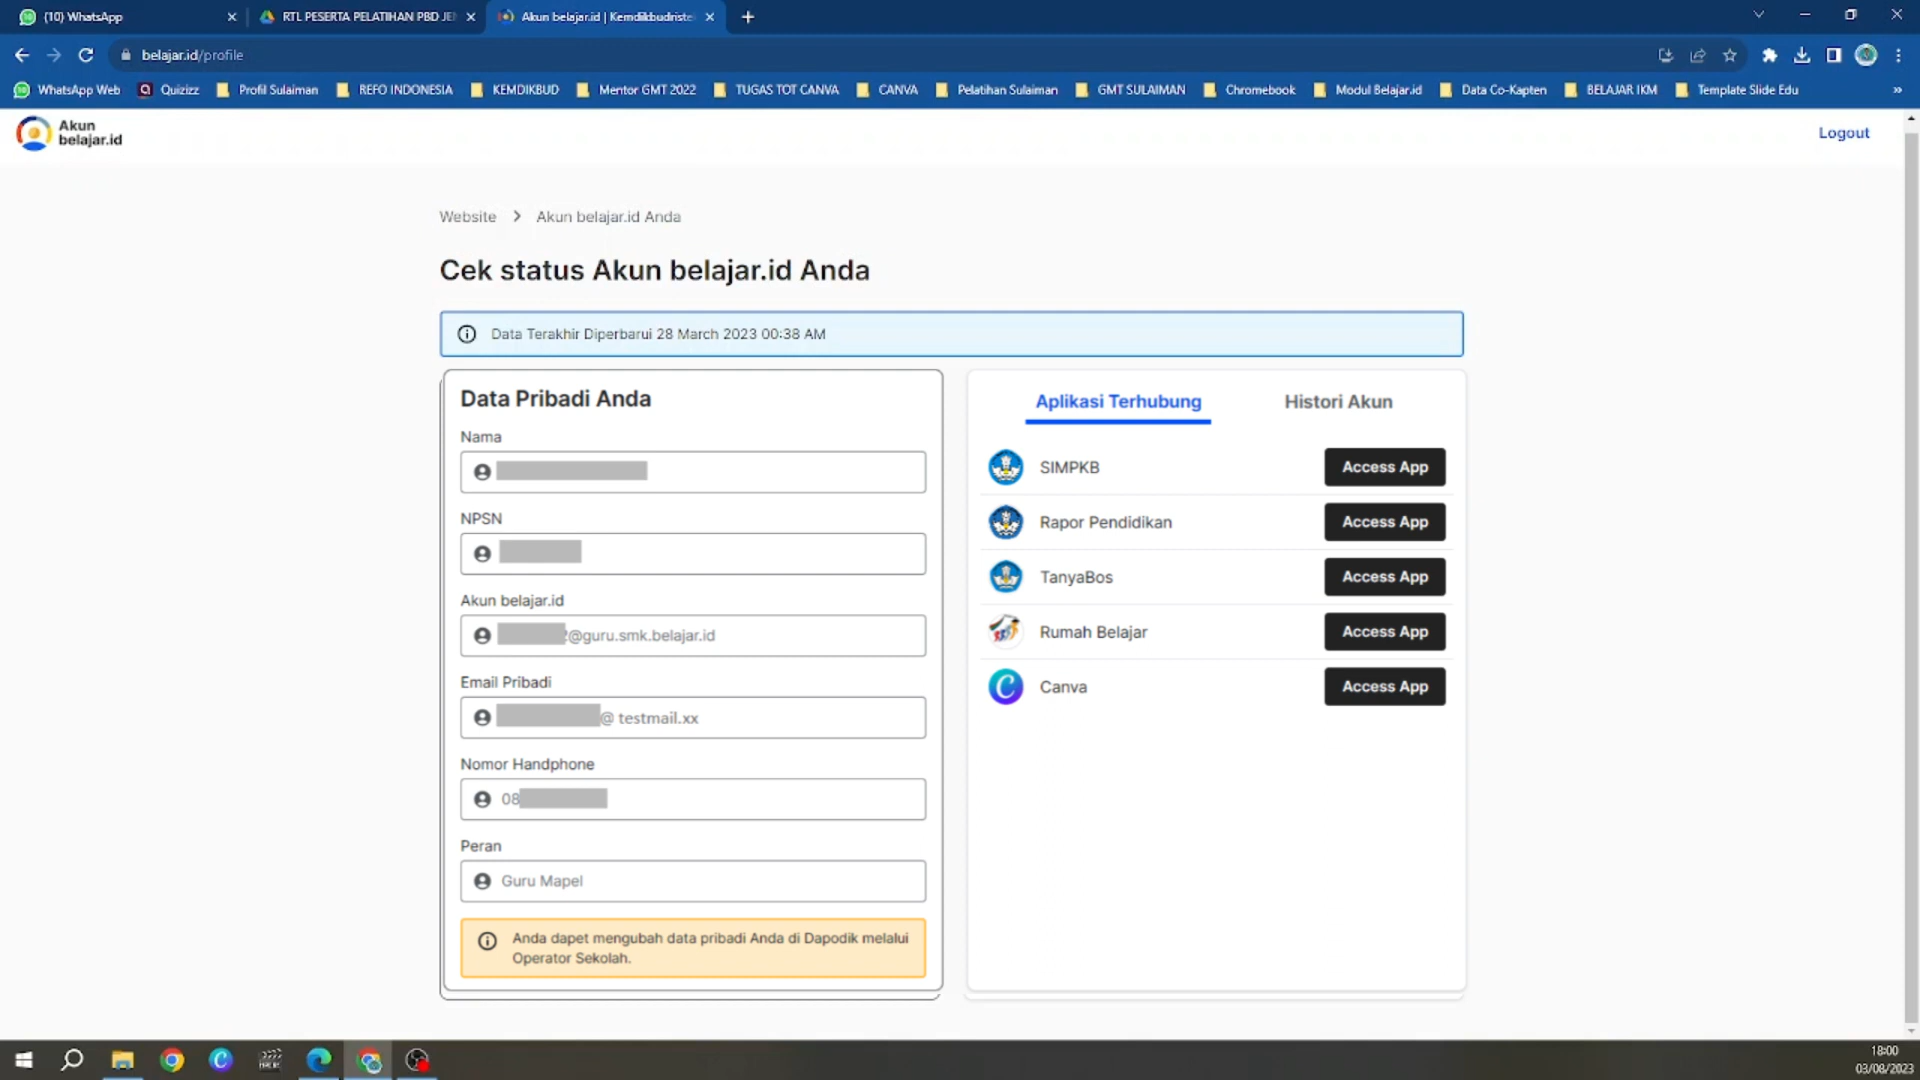 (10) WhatsApp
RTL PESERTA PELATIHAN PBD JEN
Akun belajar.id | Kemdikbudriste
belajar.id/profile
WhatsApp Web
Quizizz
Profil Sulaiman
REFO INDONESIA
KEMDIKBUD
Mentor GMT 2022
TUGAS TOT CANVA
CANVA
Pelatihan Sulaiman
GMT SULAIMAN
Chromebook
Modul Belajar.id
Data Co-Kapten
BELAJAR IKM
Template Slide Edu
»
Akun
belajar.id
Logout
Website > Akun belajar.id Anda
Cek status Akun belajar.id Anda
Data Terakhir Diperbarui 28 March 2023 00:38 AM
Data Pribadi Anda
Nama
NPSN
Akun belajar.id
@guru.smk.belajar.id
Email Pribadi
@ testmail.xx
Nomor Handphone
08
Peran
Guru Mapel
Anda dapet mengubah data pribadi Anda di Dapodik melalui
Operator Sekolah.
Aplikasi Terhubung
Histori Akun
SIMPKB
Access App
Rapor Pendidikan
Access App
TanyaBos
Access App
Rumah Belajar
Access App
Canva
Access App
18:00
03/08/2023